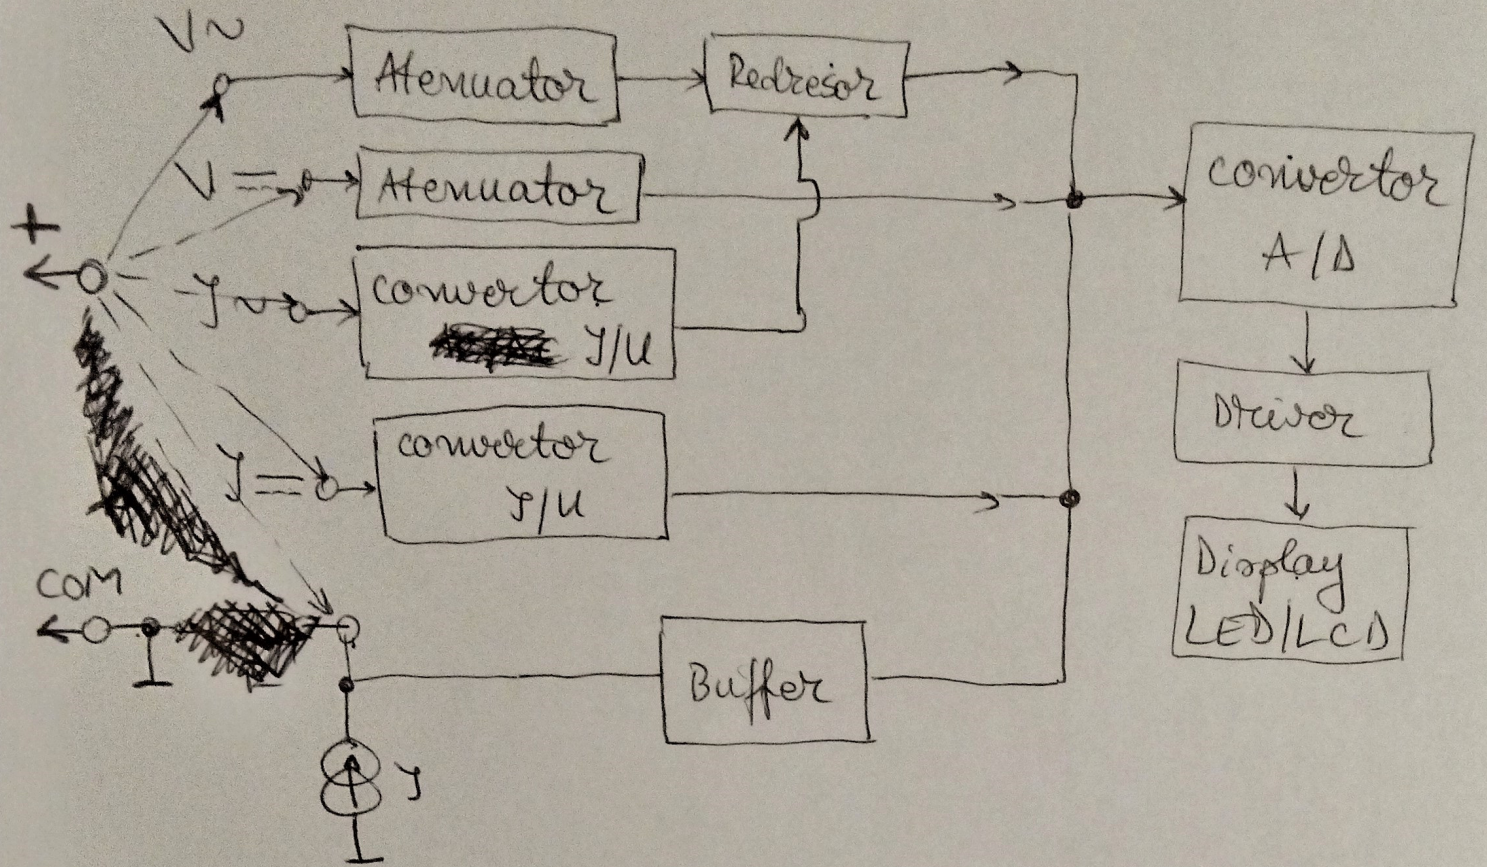 V~
Atenuator
Redresor
V=
Atenuator
+
Convertor
A/D
I~
Convertor
I/U
Driver
I=
Convertor
I/U
COM
Display
LED/LCD
Buffer
I